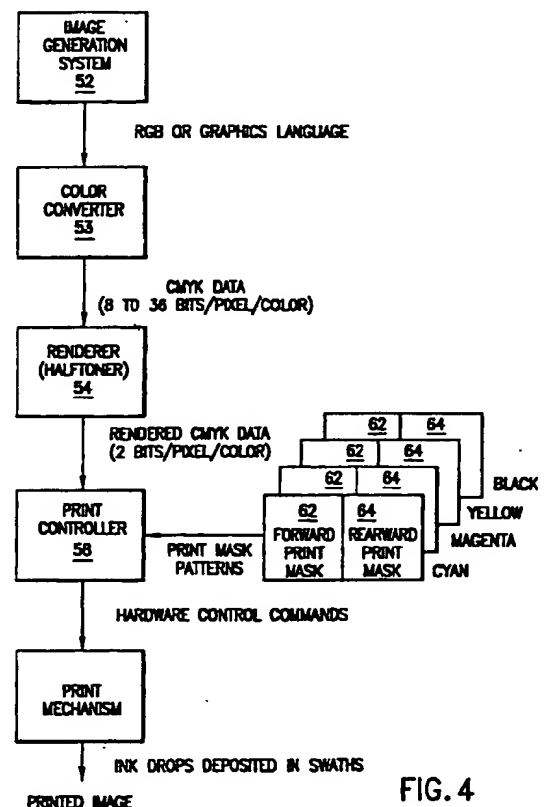 IMAGE
GENERATION
SYSTEM
52
RGB OR GRAPHICS LANGUAGE
COLOR
CONVERTER
53
CMYK DATA
(8 TO 36 BITS/PIXEL/COLOR)
RENDERER
(HALFTONER)
54
RENDERED CMYK DATA
(2 BITS/PIXEL/COLOR)
62 64
62 64
62 64
BLACK
YELLOW
MAGENTA
CYAN
62 64
FORWARD REARWARD
PRINT PRINT
MASK MASK
PRINT
CONTROLLER
58
PRINT MASK
PATTERNS
HARDWARE CONTROL COMMANDS
PRINT
MECHANISM
INK DROPS DEPOSITED IN SWATHS
PRINTED IMAGE
FIG. 4